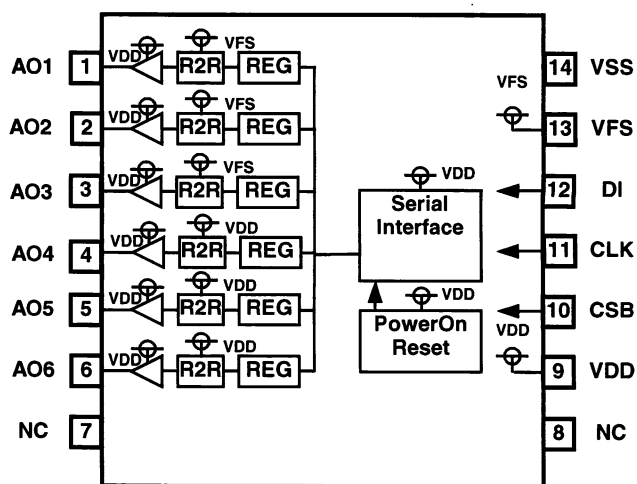 VDD VFS
AO1 1 R2R REG 14 VSS
VDD VFS VFS
AO2 2 R2R REG 13 VFS
VDD VFS
AO3 3 R2R REG VDD 12 DI
Serial
Interface
VDD VDD
AO4 4 R2R REG 11 CLK
VDD VDD VDD
AO5 5 R2R REG 10 CSB
PowerOn
Reset
VDD VDD VDD
AO6 6 R2R REG 9 VDD
NC 7 8 NC